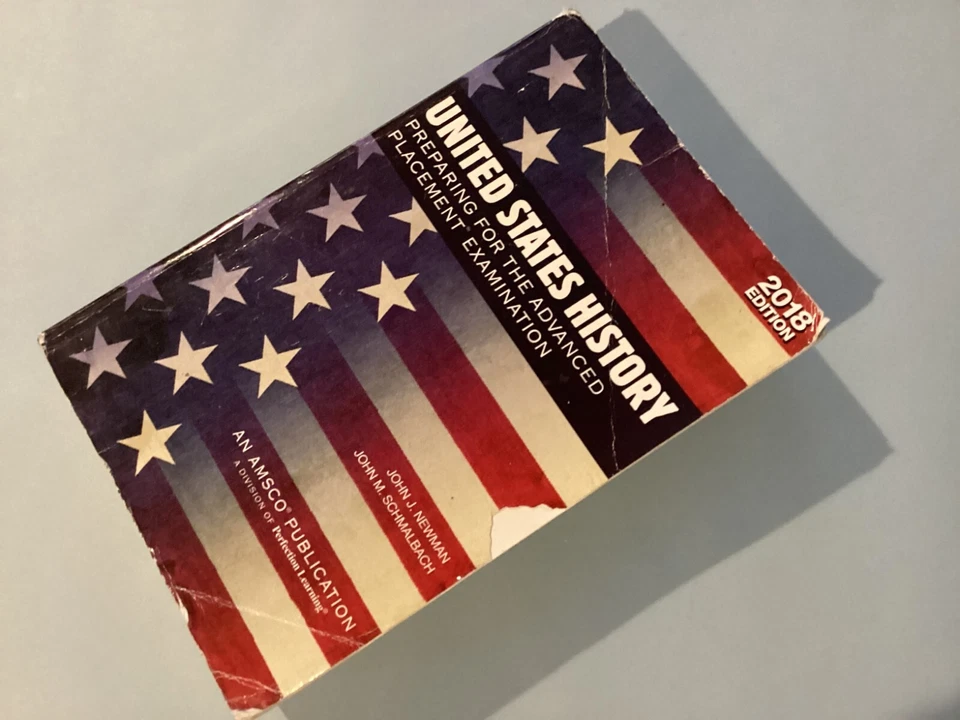 UNITED STATES HISTORY
PREPARING FOR THE ADVANCED
PLACEMENT® EXAMINATION
2018
EDITION
JOHN J. NEWMAN
JOHN M. SCHMALBACH
AN AMSCO® PUBLICATION
A DIVISION OF Perfection Learning®